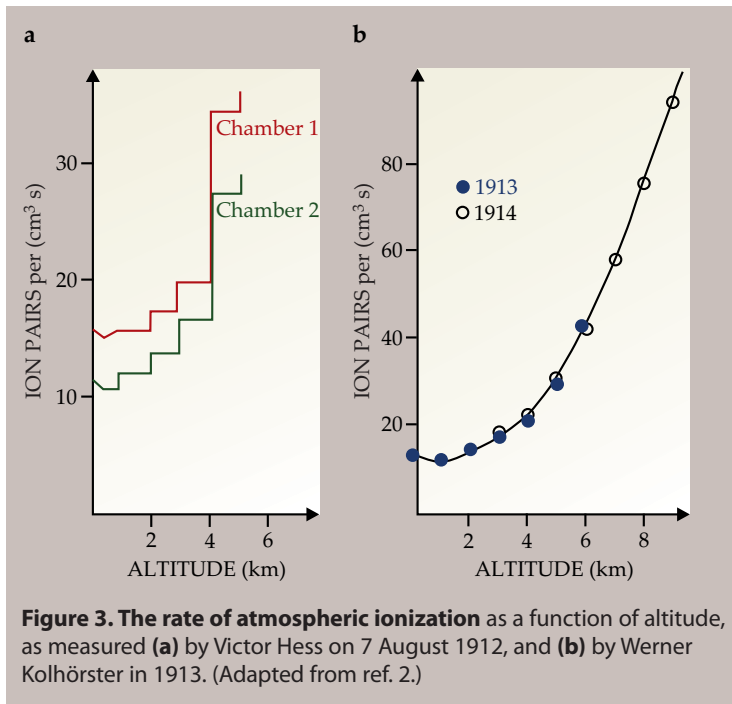 a
ION PAIRS per (cm³ s)
30
20
10
Chamber 1
Chamber 2
2 4 6
ALTITUDE (km)
b
ION PAIRS per (cm³ s)
80
60
40
20
1913
1914
2 4 6 8
ALTITUDE (km)
Figure 3. The rate of atmospheric ionization as a function of altitude,
as measured (a) by Victor Hess on 7 August 1912, and (b) by Werner
Kolhörster in 1913. (Adapted from ref. 2.)